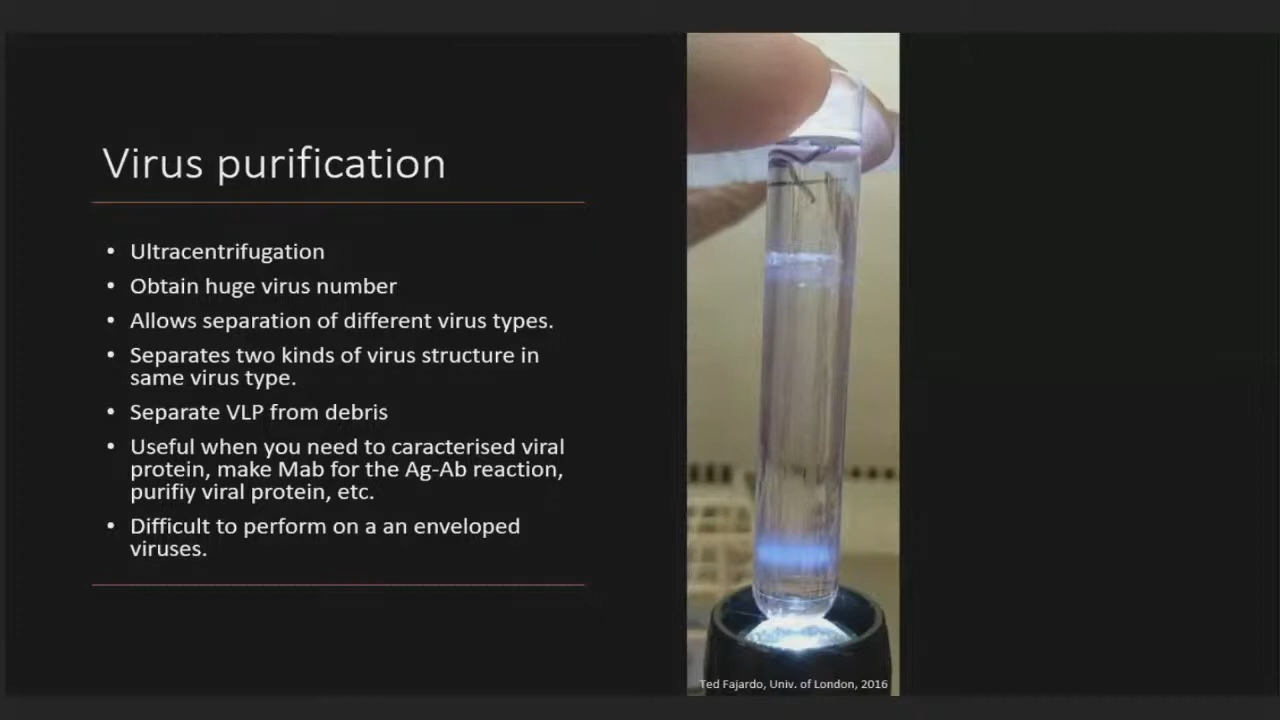 Virus purification
• Ultracentrifugation
• Obtain huge virus number
• Allows separation of different virus types.
• Separates two kinds of virus structure in
same virus type.
• Separate VLP from debris
• Useful when you need to caracterised viral
protein, make Mab for the Ag-Ab reaction,
purifiy viral protein, etc.
• Difficult to perform on a an enveloped
viruses.
Ted Fajardo, Univ. of London, 2016